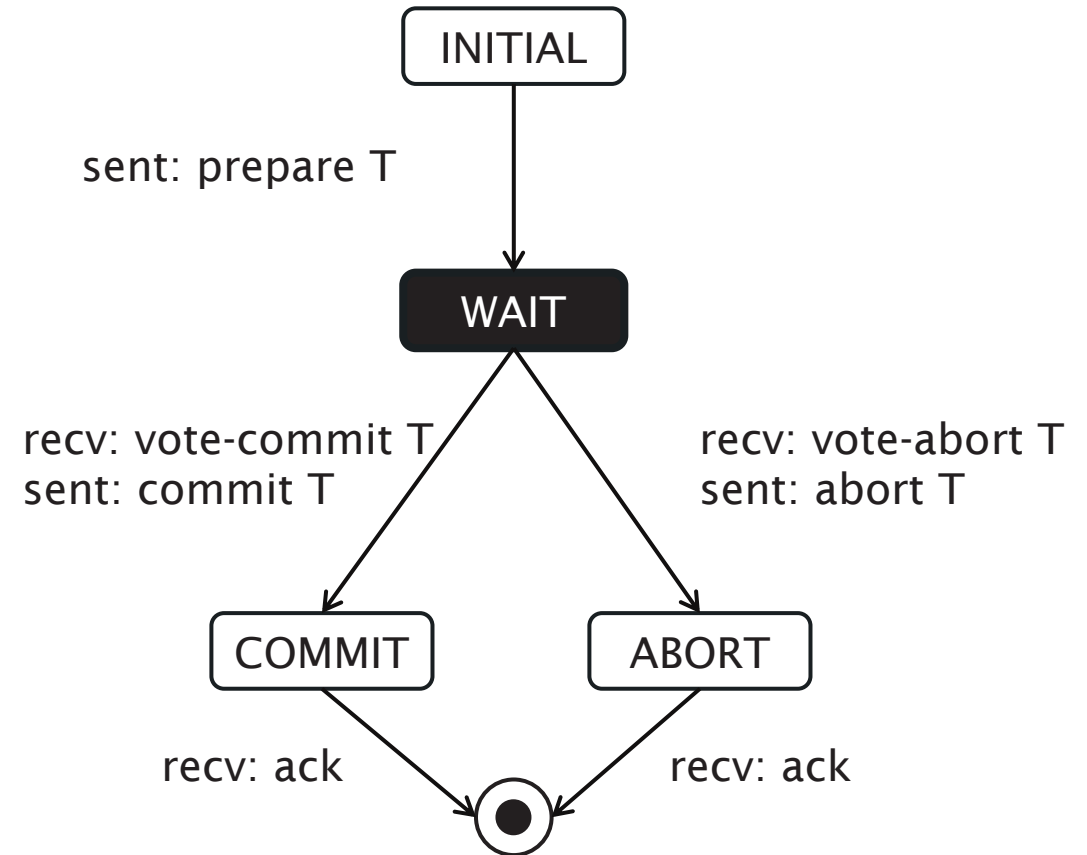 INITIAL
sent: prepare T
WAIT
recv: vote-commit T
sent: commit T
recv: vote-abort T
sent: abort T
COMMIT
ABORT
recv: ack
recv: ack